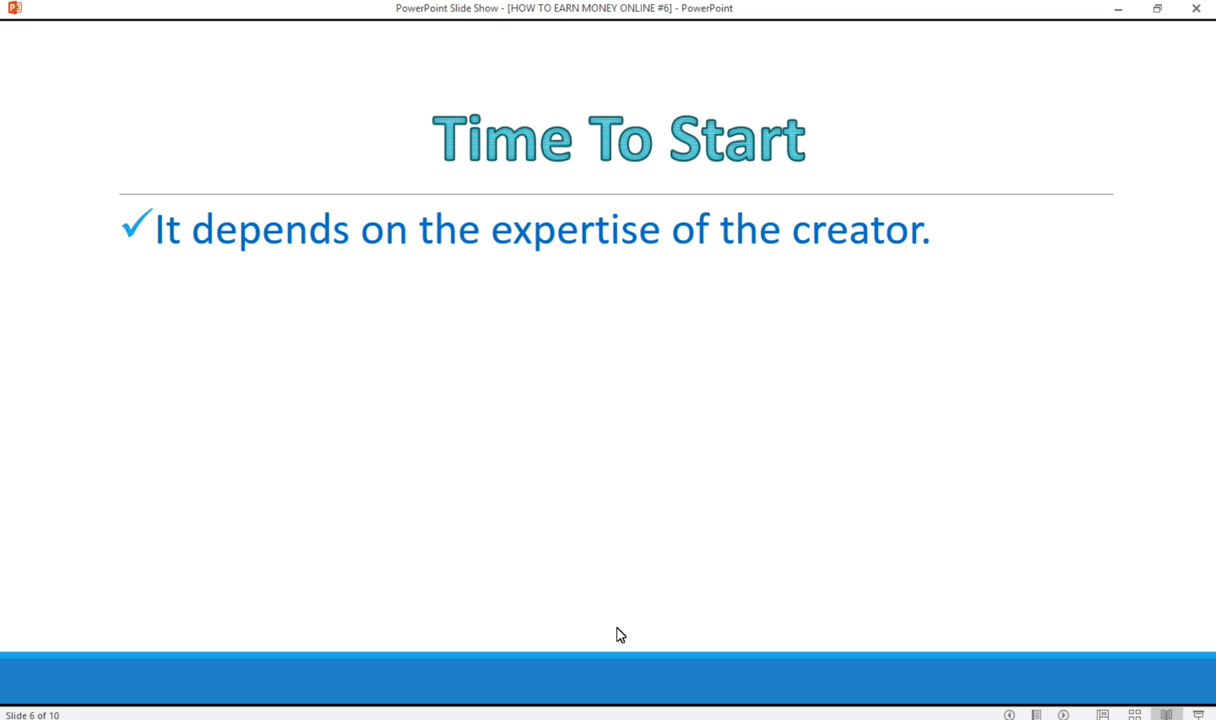 PowerPoint Slide Show - [HOW TO EARN MONEY ONLINE #6] - PowerPoint
Time To Start
It depends on the expertise of the creator.
Slide 6 of 10